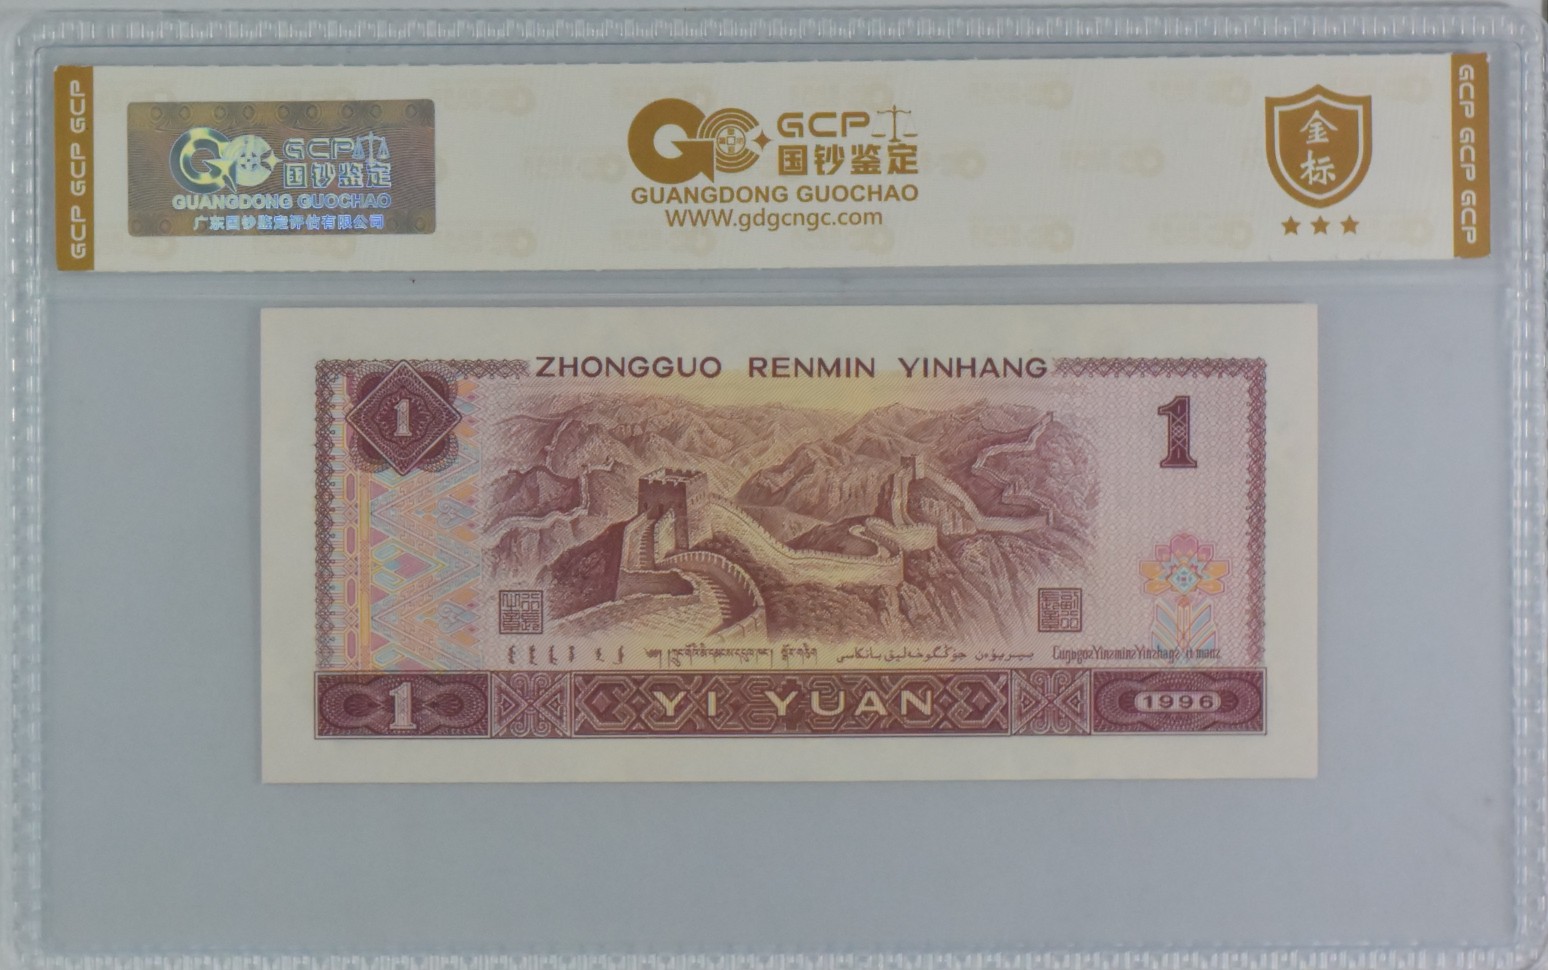 GCP GCP
GCP
国钞鉴定
GUANGDONG GUOCHAO
广东国钞鉴定评估有限公司
GCP
国钞鉴定
GUANGDONG GUOCHAO
WWW.gdgcngc.com
金
标
GCP GCP GCP
ZHONGGUO RENMIN YINHANG
1
1
1
YI YUAN
1996